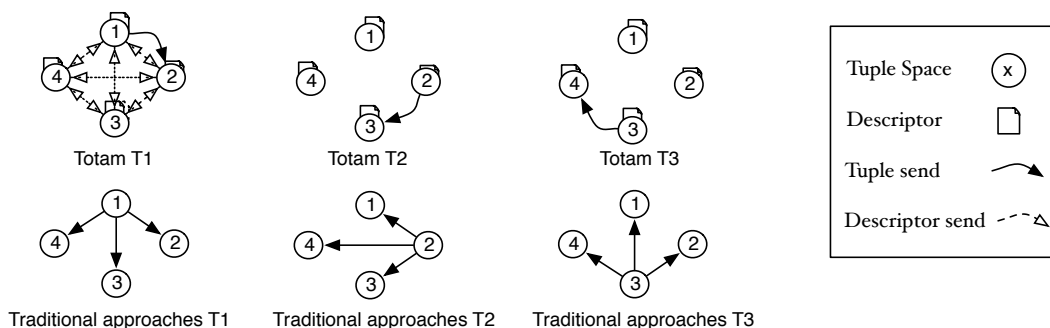 1
4
2
3
Totam T1
1
4
2
3
Totam T2
1
4
2
3
Totam T3
1
4
2
3
Traditional approaches T1
1
4
2
3
Traditional approaches T2
1
4
2
3
Traditional approaches T3
Tuple Space x
Descriptor
Tuple send
Descriptor send